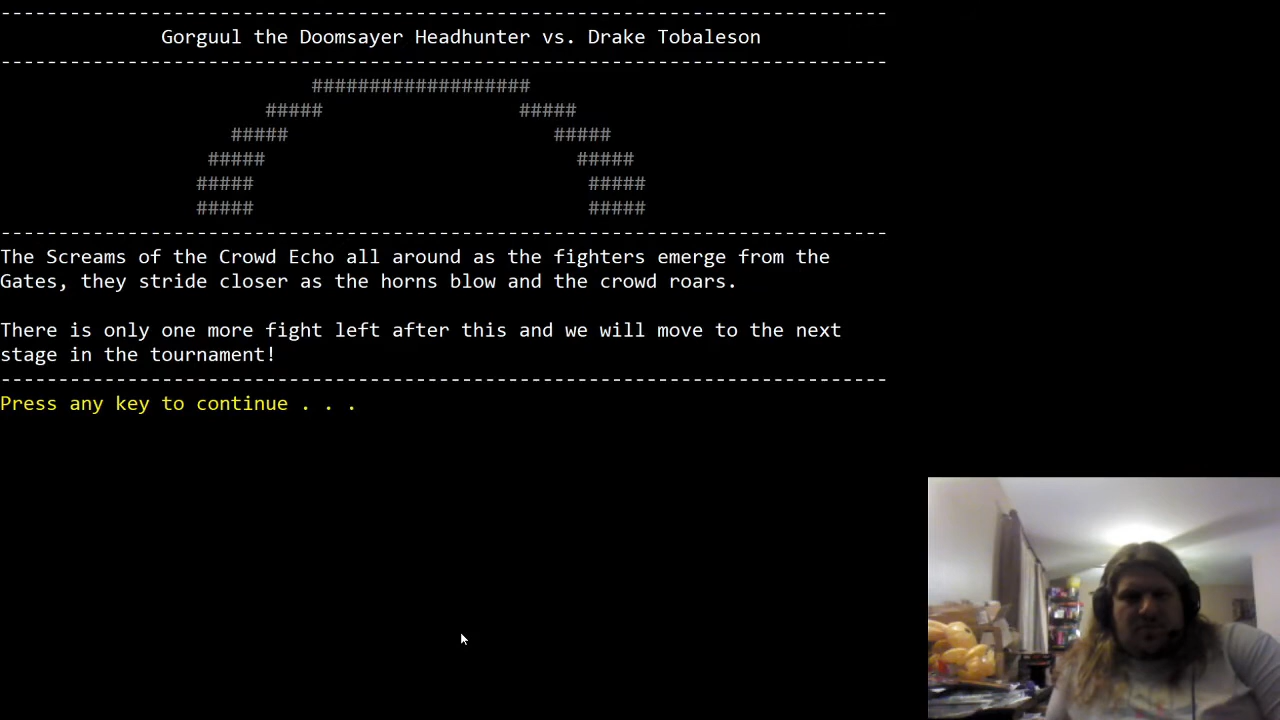 -----------------------------------------------------------------------------
Gorguul the Doomsayer Headhunter vs. Drake Tobaleson
-----------------------------------------------------------------------------
###################
##### #####
##### #####
##### #####
##### #####
##### #####
-----------------------------------------------------------------------------
The Screams of the Crowd Echo all around as the fighters emerge from the
Gates, they stride closer as the horns blow and the crowd roars.
There is only one more fight left after this and we will move to the next
stage in the tournament!
-----------------------------------------------------------------------------
Press any key to continue . . .